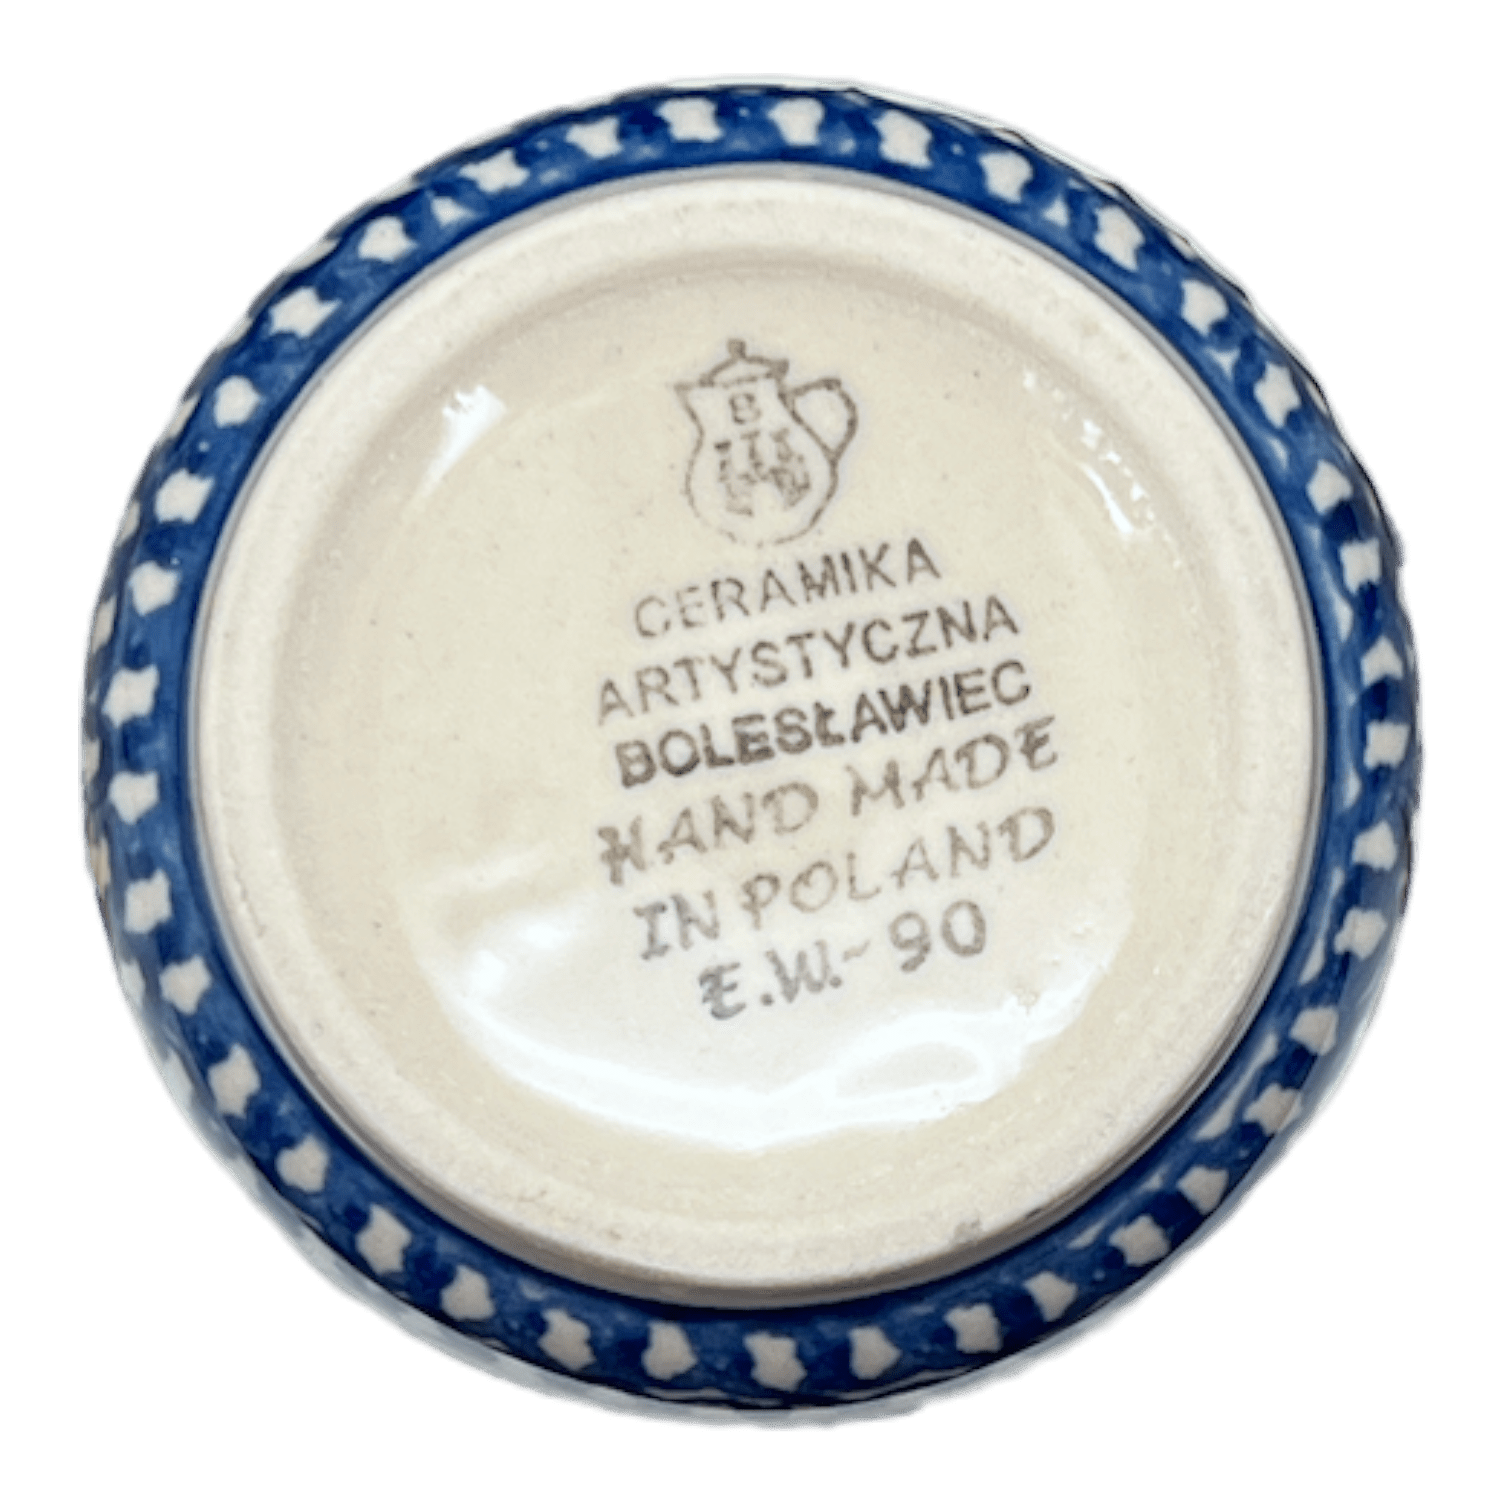 B
CERAMIKA
ARTYSTYCZNA
BOLESŁAWIEC
HAND MADE
IN POLAND
E.W.-90